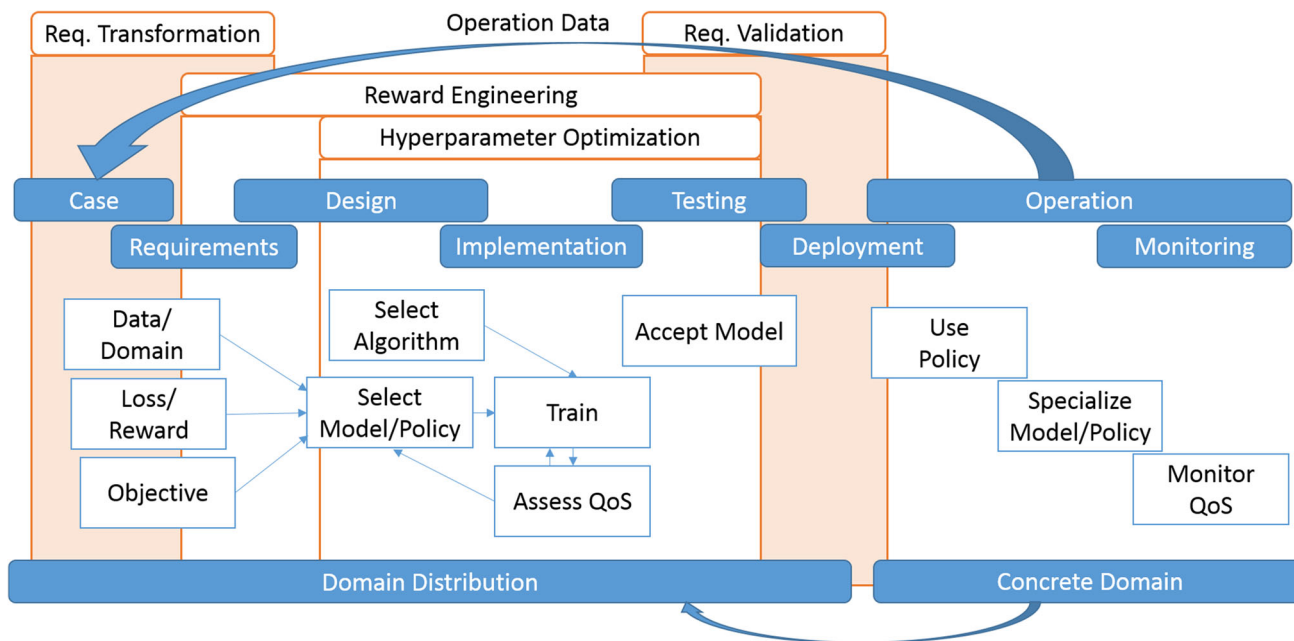 Operation Data
Req. Transformation
Req. Validation
Reward Engineering
Hyperparameter Optimization
Case
Design
Testing
Operation
Requirements
Implementation
Deployment
Monitoring
Data/
Domain
Select
Algorithm
Accept Model
Use
Policy
Loss/
Reward
Select
Model/Policy
Train
Specialize
Model/Policy
Objective
Assess QoS
Monitor
QoS
Domain Distribution
Concrete Domain